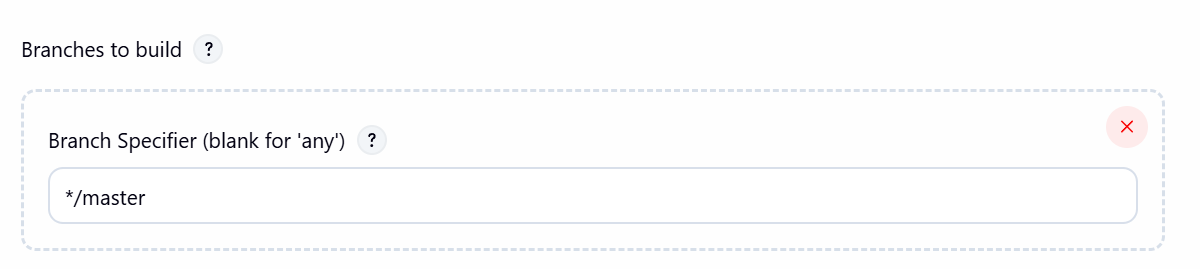 Branches to build ?
Branch Specifier (blank for 'any') ?
*/master